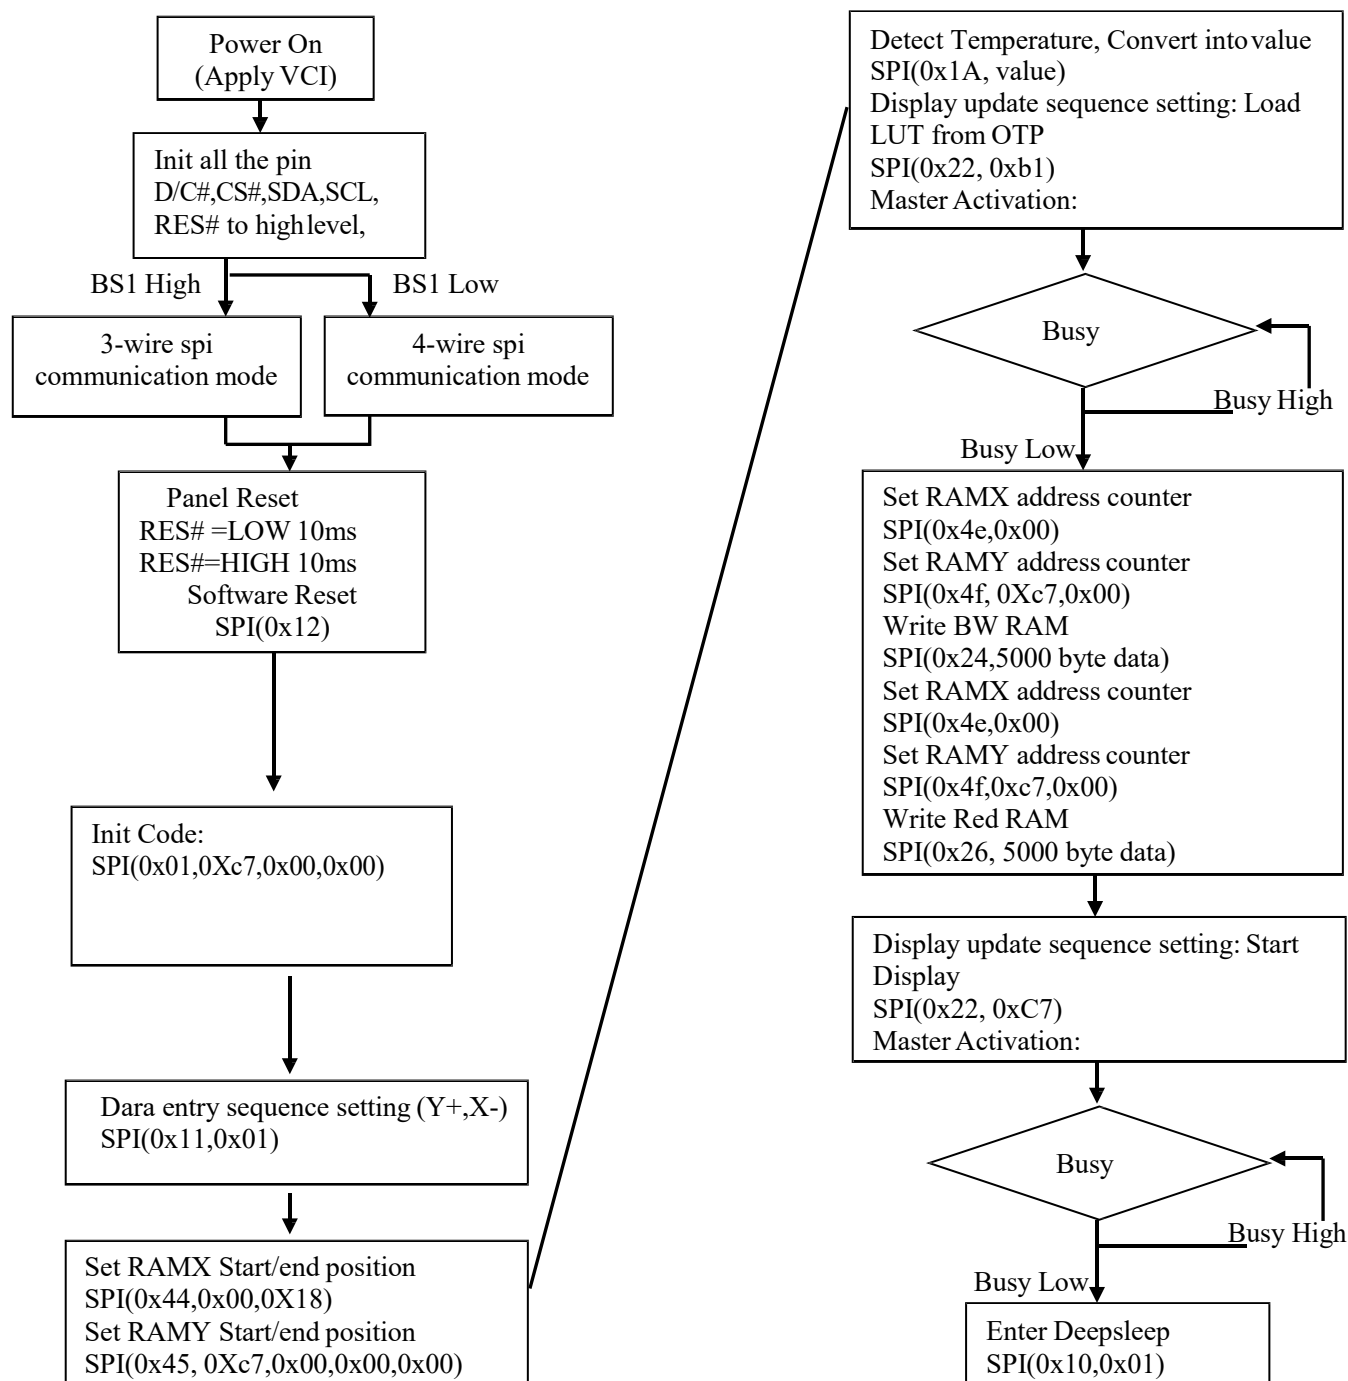 Power On
(Apply VCI)
Init all the pin
D/C#,CS#,SDA,SCL,
RES# to high level,
BS1 High
BS1 Low
3-wire spi
communication mode
4-wire spi
communication mode
Panel Reset
RES# =LOW 10ms
RES#=HIGH 10ms
Software Reset
SPI(0x12)
Init Code:
SPI(0x01,0Xc7,0x00,0x00)
Dara entry sequence setting (Y+,X-)
SPI(0x11,0x01)
Set RAMX Start/end position
SPI(0x44,0x00,0X18)
Set RAMY Start/end position
SPI(0x45, 0Xc7,0x00,0x00,0x00)
Detect Temperature, Convert into value
SPI(0x1A, value)
Display update sequence setting: Load
LUT from OTP
SPI(0x22, 0xb1)
Master Activation:
Busy
Busy High
Busy Low
Set RAMX address counter
SPI(0x4e,0x00)
Set RAMY address counter
SPI(0x4f, 0Xc7,0x00)
Write BW RAM
SPI(0x24,5000 byte data)
Set RAMX address counter
SPI(0x4e,0x00)
Set RAMY address counter
SPI(0x4f,0xc7,0x00)
Write Red RAM
SPI(0x26, 5000 byte data)
Display update sequence setting: Start
Display
SPI(0x22, 0xC7)
Master Activation:
Busy
Busy High
Busy Low
Enter Deepsleep
SPI(0x10,0x01)